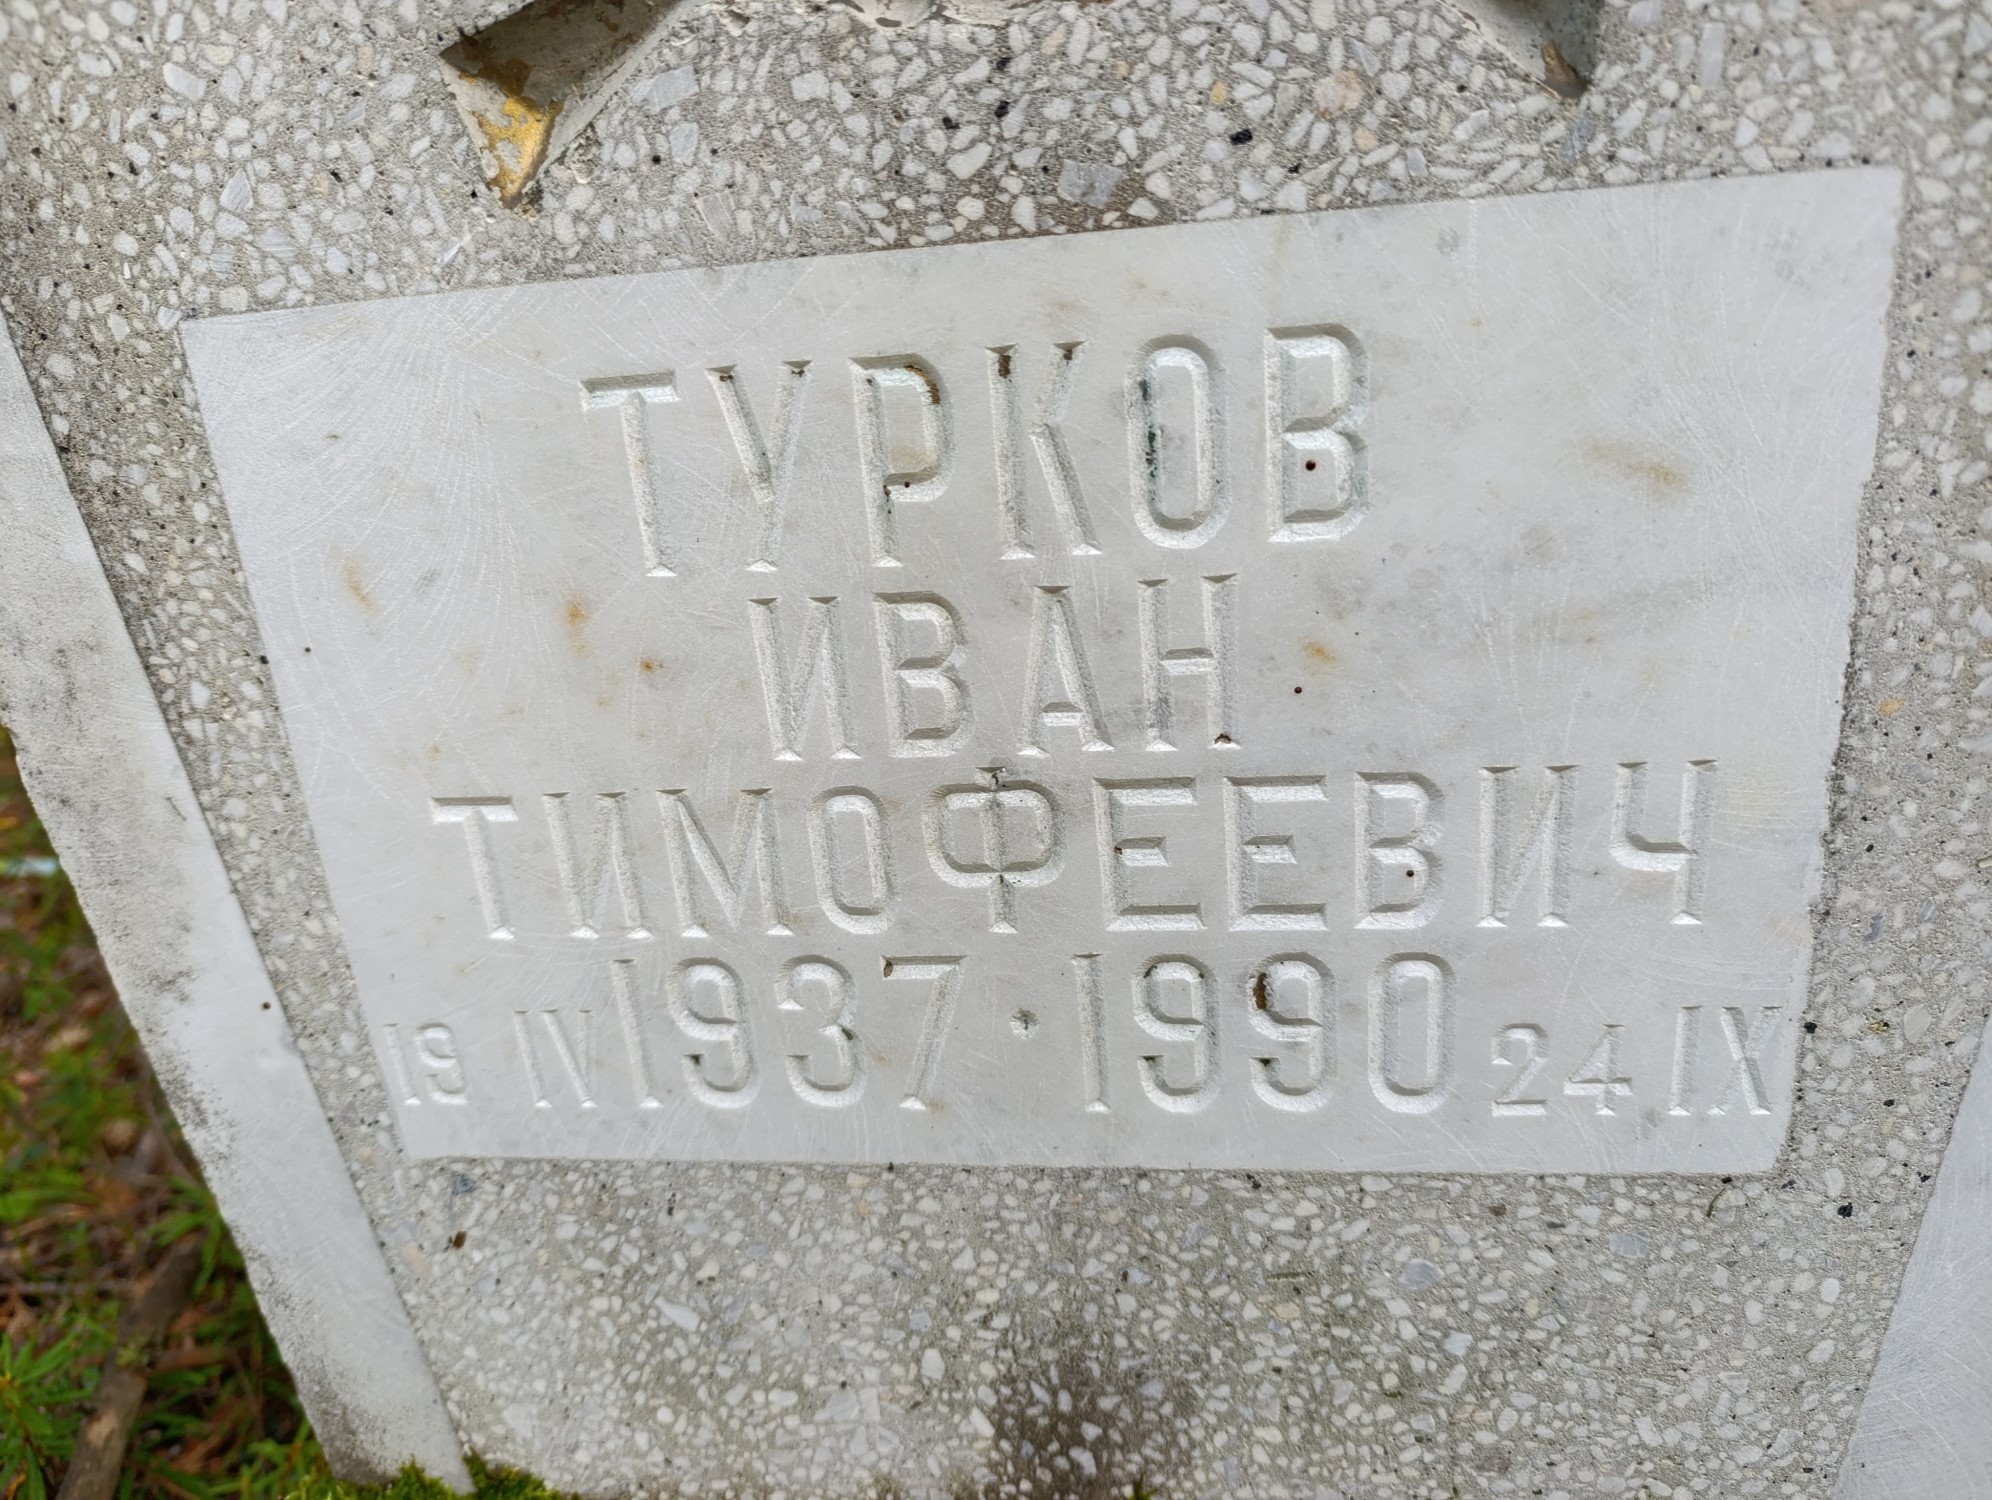 ТУРКОВ
ИВАН
ТИМОФЕЕВИЧ
19 IV 1937 · 1990 24 IX